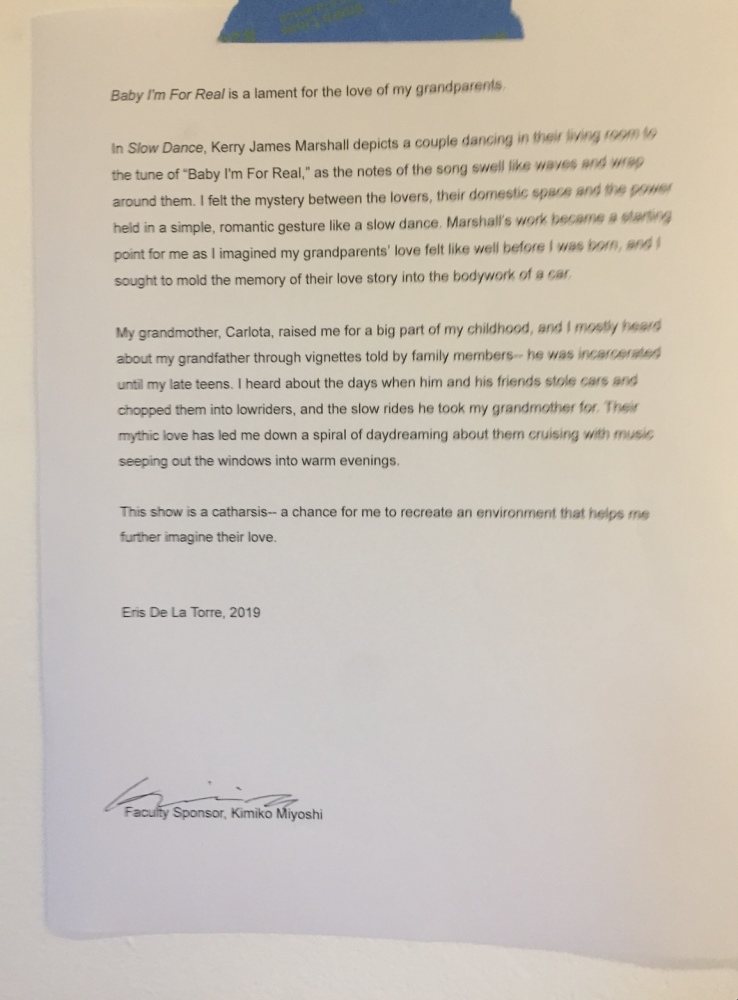 Baby I'm For Real is a lament for the love of my grandparents.
In Slow Dance, Kerry James Marshall depicts a couple dancing in their living room to
the tune of “Baby I'm For Real,” as the notes of the song swell like waves and wrap
around them. I felt the mystery between the lovers, their domestic space and the power
held in a simple, romantic gesture like a slow dance. Marshall's work became a starting
point for me as I imagined my grandparents' love felt like well before I was born, and I
sought to mold the memory of their love story into the bodywork of a car.
My grandmother, Carlota, raised me for a big part of my childhood, and I mostly heard
about my grandfather through vignettes told by family members-- he was incarcerated
until my late teens. I heard about the days when him and his friends stole cars and
chopped them into lowriders, and the slow rides he took my grandmother for. Their
mythic love has led me down a spiral of daydreaming about them cruising with music
seeping out the windows into warm evenings.
This show is a catharsis-- a chance for me to recreate an environment that helps me
further imagine their love.
Eris De La Torre, 2019
Faculty Sponsor, Kimiko Miyoshi